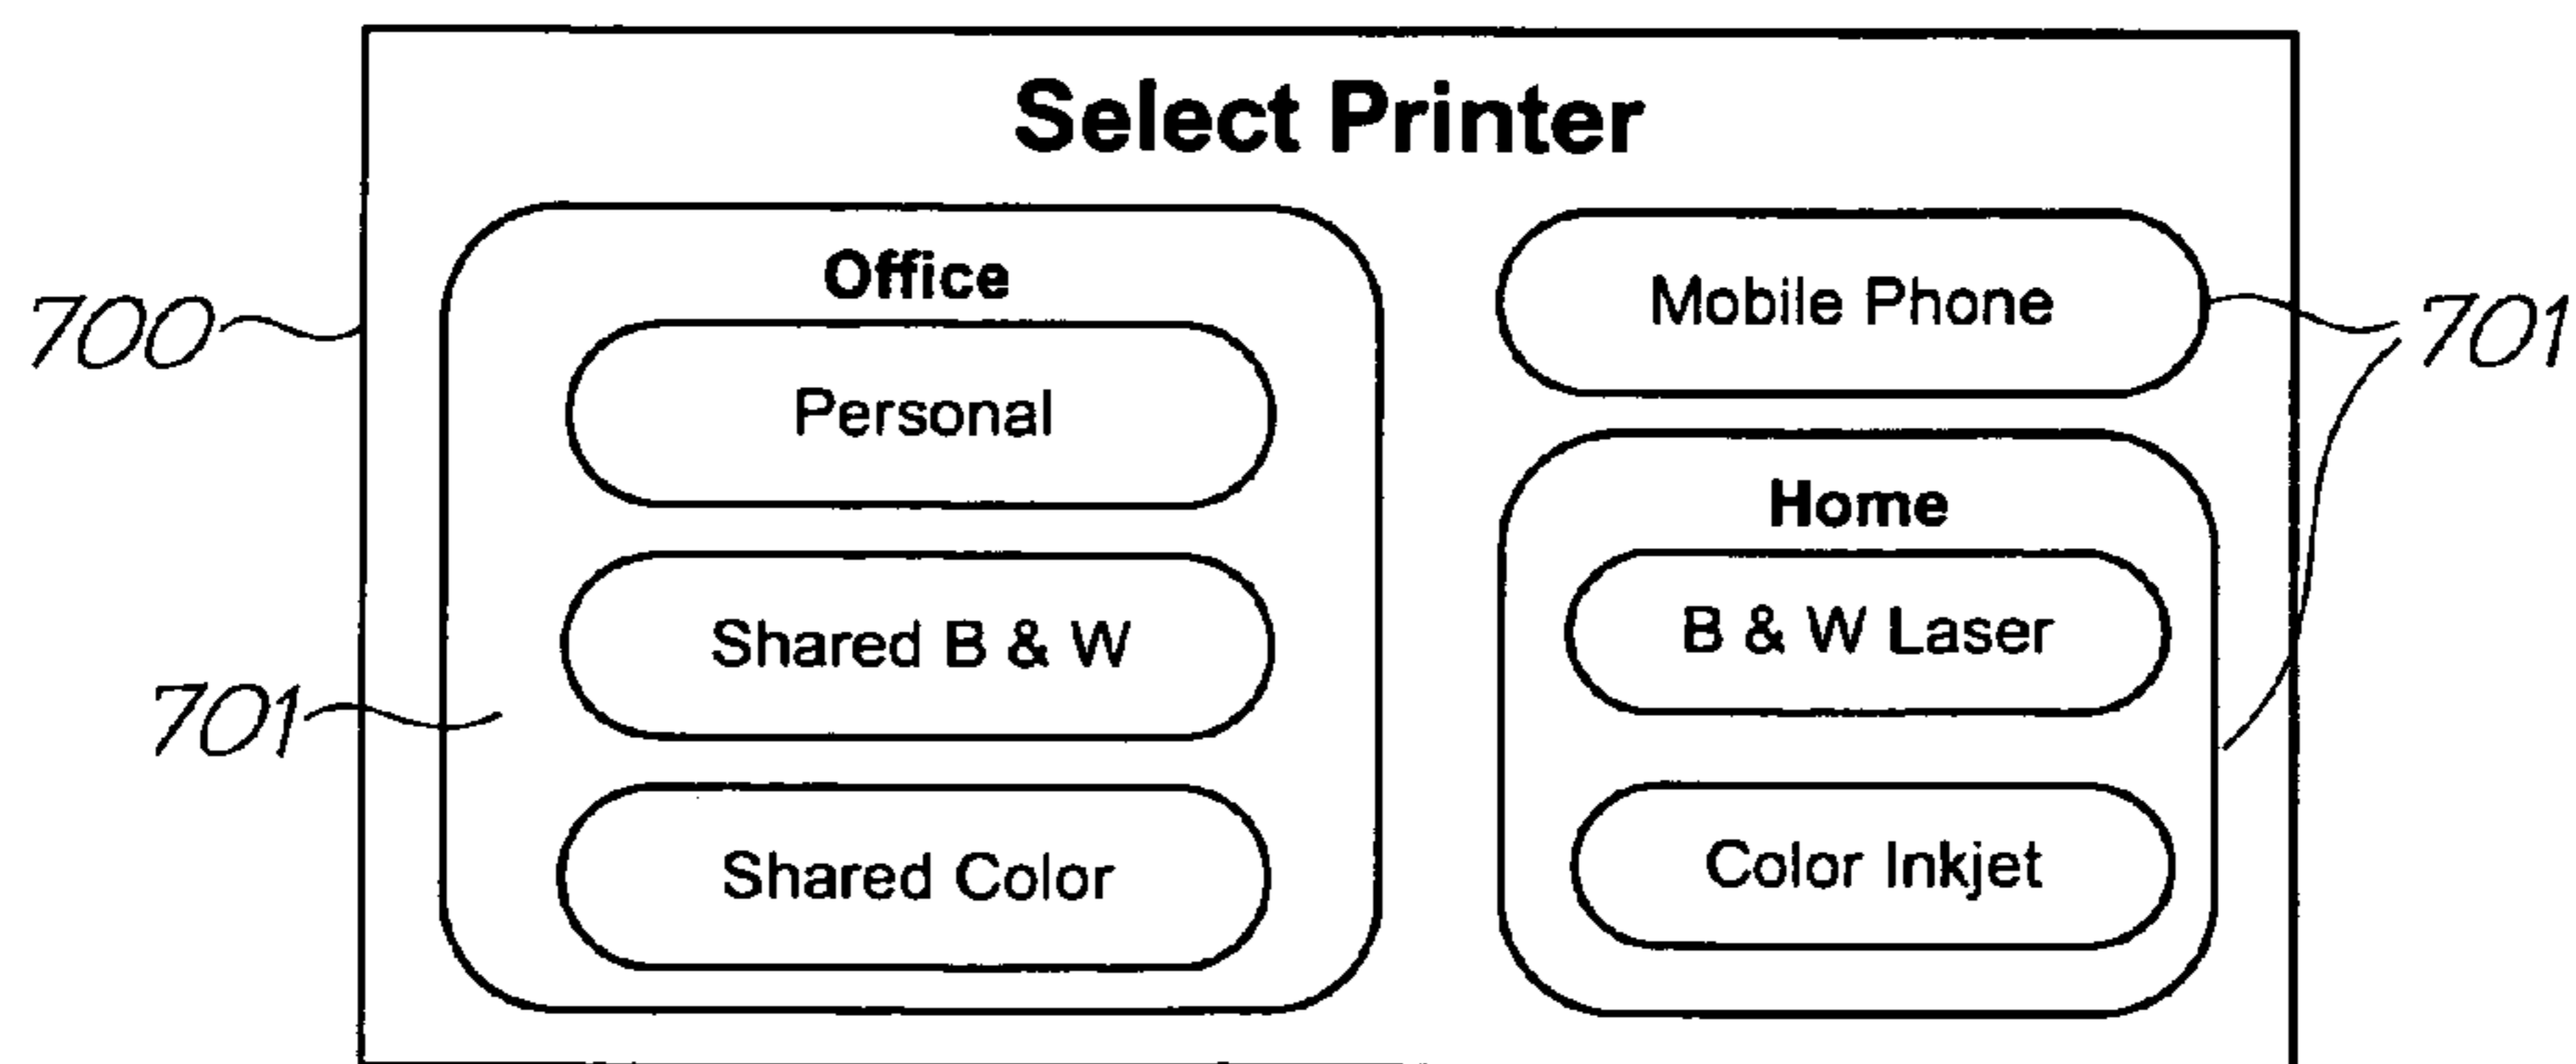 Select Printer
Office
Personal
Shared B & W
Shared Color
Mobile Phone
Home
B & W Laser
Color Inkjet
700
701
701